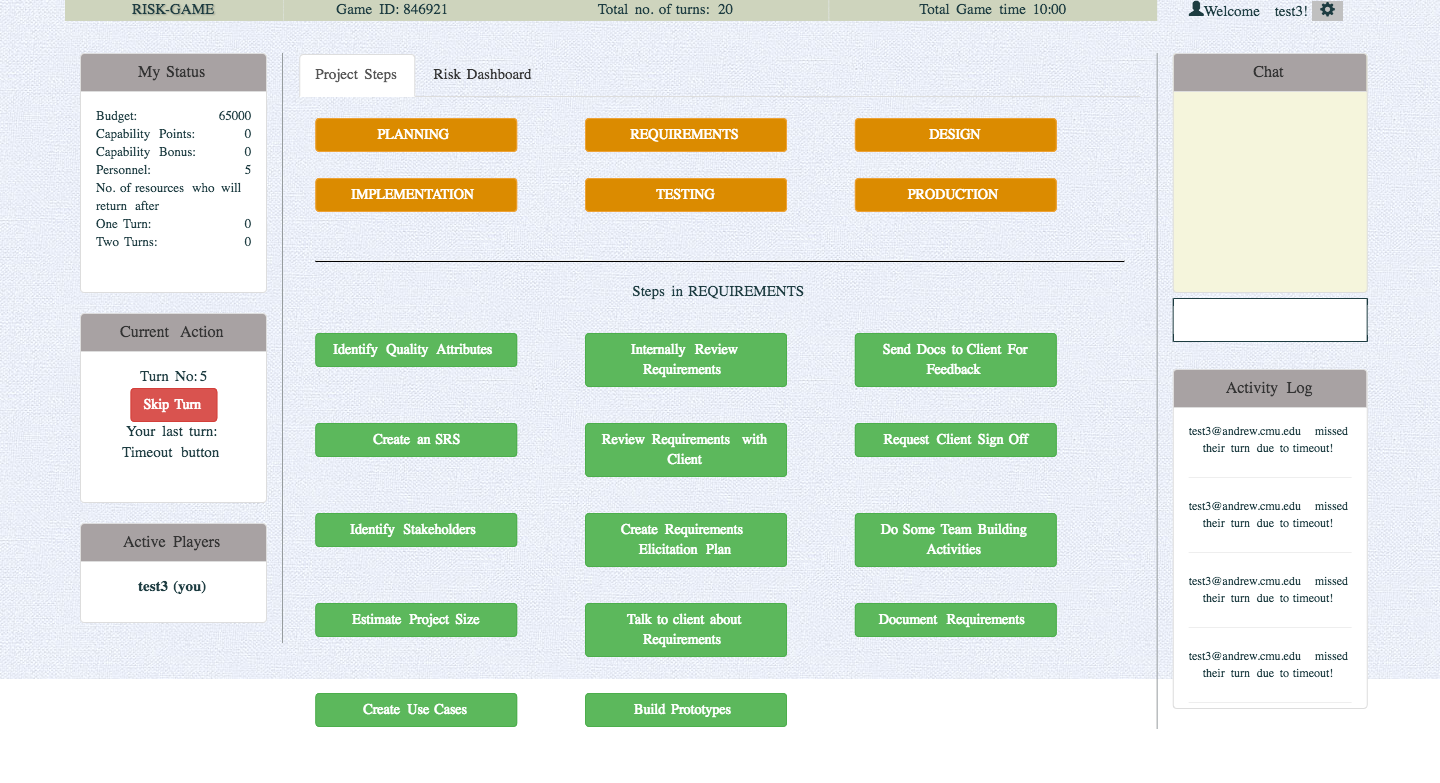 RISK-GAME Game ID: 846921 Total no. of turns: 20 Total Game time 10:00 Welcome test3!
My Status
Budget: 65000
Capability Points: 0
Capability Bonus: 0
Personnel: 5
No. of resources who will
return after
One Turn: 0
Two Turns: 0
Current Action
Turn No: 5
Skip Turn
Your last turn:
Timeout button
Active Players
test3 (you)
Project Steps Risk Dashboard
PLANNING REQUIREMENTS DESIGN
IMPLEMENTATION TESTING PRODUCTION
Steps in REQUIREMENTS
Identify Quality Attributes
Internally Review
Requirements
Send Docs to Client For
Feedback
Create an SRS
Review Requirements with
Client
Request Client Sign Off
Identify Stakeholders
Create Requirements
Elicitation Plan
Do Some Team Building
Activities
Estimate Project Size
Talk to client about
Requirements
Document Requirements
Create Use Cases
Build Prototypes
Chat
Activity Log
test3@andrew.cmu.edu missed
their turn due to timeout!
test3@andrew.cmu.edu missed
their turn due to timeout!
test3@andrew.cmu.edu missed
their turn due to timeout!
test3@andrew.cmu.edu missed
their turn due to timeout!